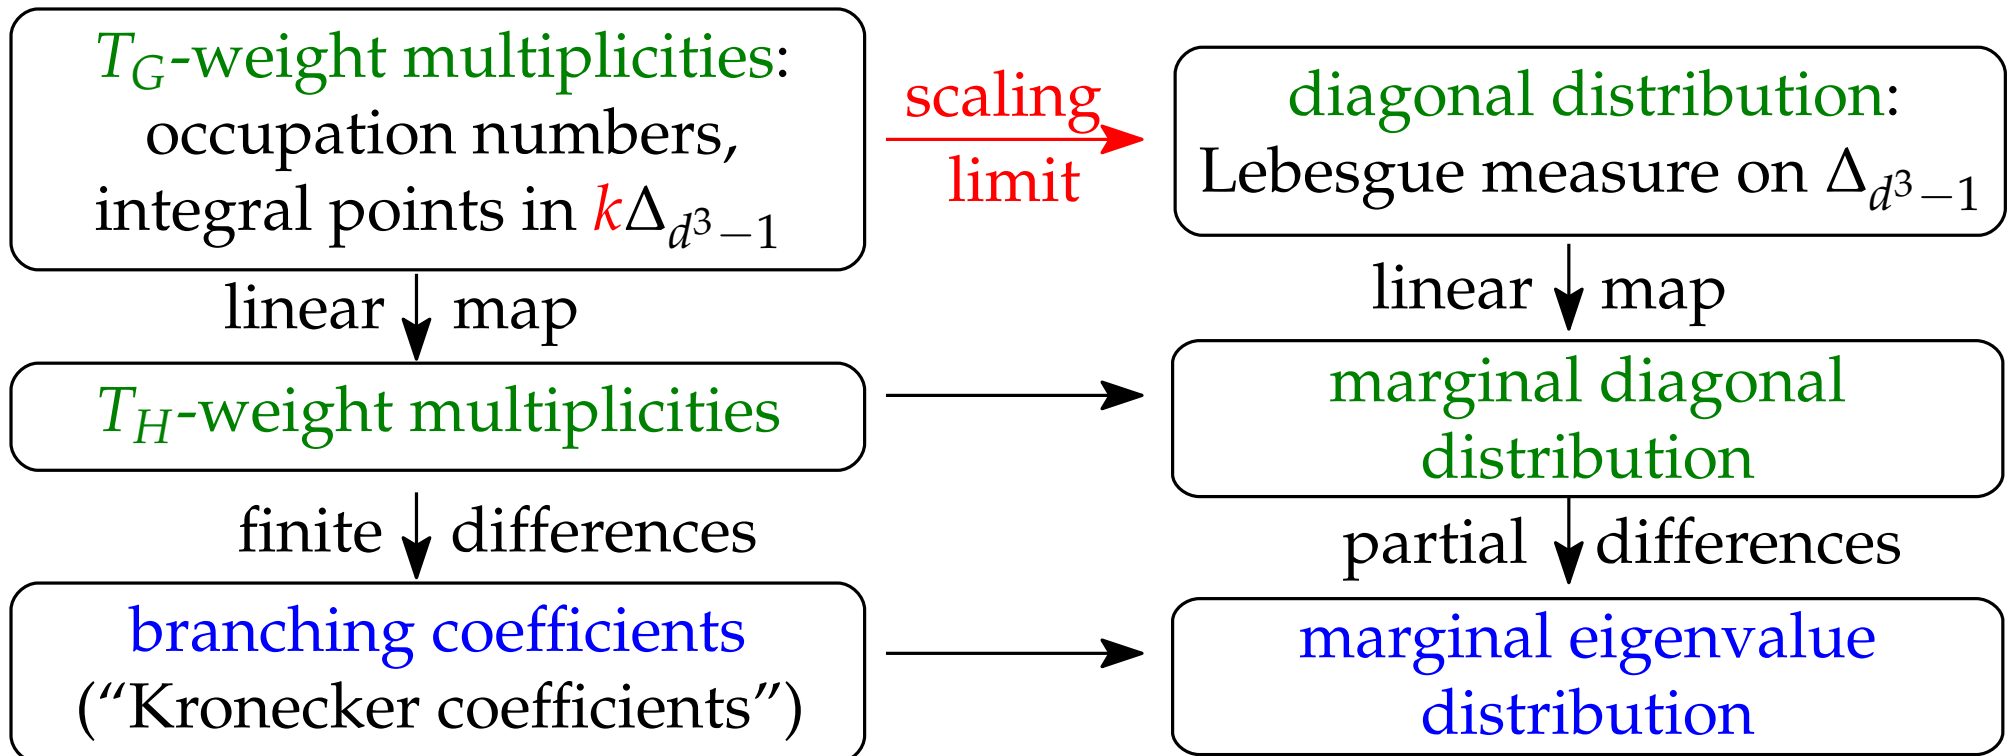 T_G-weight multiplicities:
occupation numbers,
integral points in kΔ_{d³−1}
scaling
limit
diagonal distribution:
Lebesgue measure on Δ_{d³−1}
linear map
linear map
T_H-weight multiplicities
marginal diagonal
distribution
finite differences
partial differences
branching coefficients
(“Kronecker coefficients”)
marginal eigenvalue
distribution